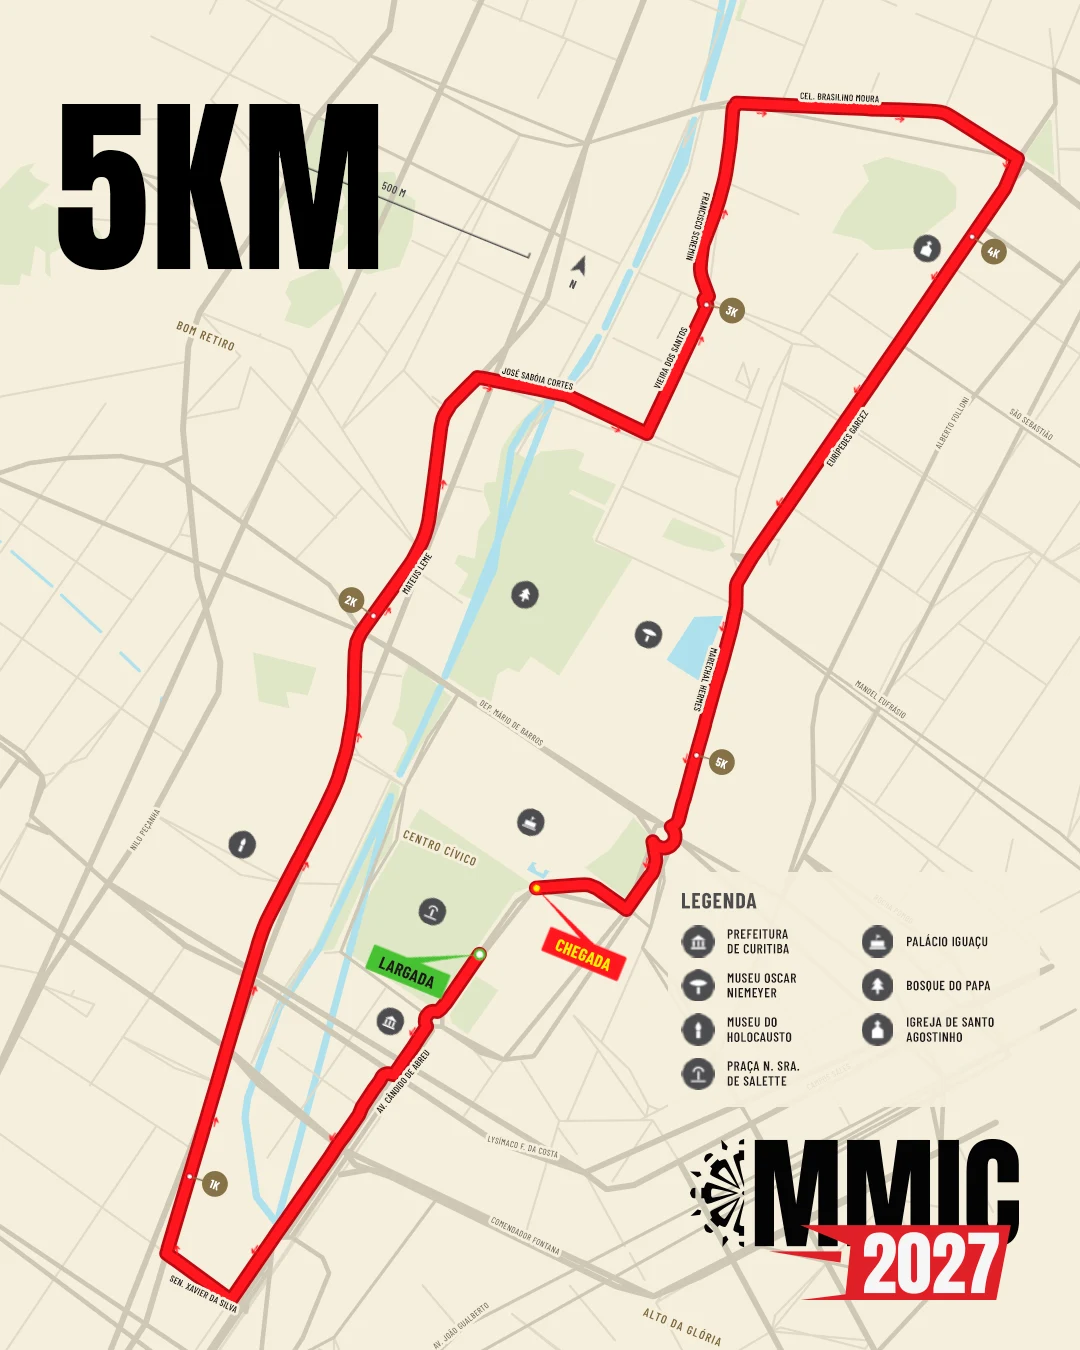 5KM
500 M
N
CEL. BRASILINO MOURA
FRANCISCO SCREMIN
4K
3K
BOM RETIRO
VIEIRA DOS SANTOS
JOSÉ SABÓIA CORTES
ALBERTO FOLLONI
SÃO SEBASTIÃO
EURÍPEDES GARCEZ
MATEUS LEME
2K
MARECHAL HERMES
MANOEL EUFRÁSIO
DEP. MÁRIO DE BARROS
5K
NILO PEÇANHA
CENTRO CÍVICO
CHEGADA
LARGADA
AV. CÂNDIDO DE ABREU
LEGENDA
PREFEITURA
DE CURITIBA
MUSEU OSCAR
NIEMEYER
MUSEU DO
HOLOCAUSTO
PRAÇA N. SRA.
DE SALETTE
PALÁCIO IGUAÇU
BOSQUE DO PAPA
IGREJA DE SANTO
AGOSTINHO
LYSÍMACO F. DA COSTA
1K
COMENDADOR FONTANA
SEN. XAVIER DA SILVA
AV. JOÃO GUALBERTO
ALTO DA GLÓRIA
MMIC
2027